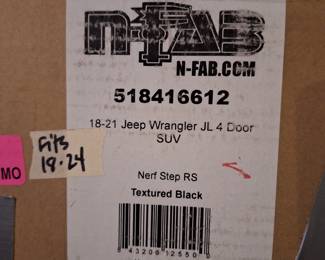 n-FAB
N-FAB.COM
518416612
18-21 Jeep Wrangler JL 4 Door
SUV
Fits
18-24
MO
Nerf Step RS
Textured Black